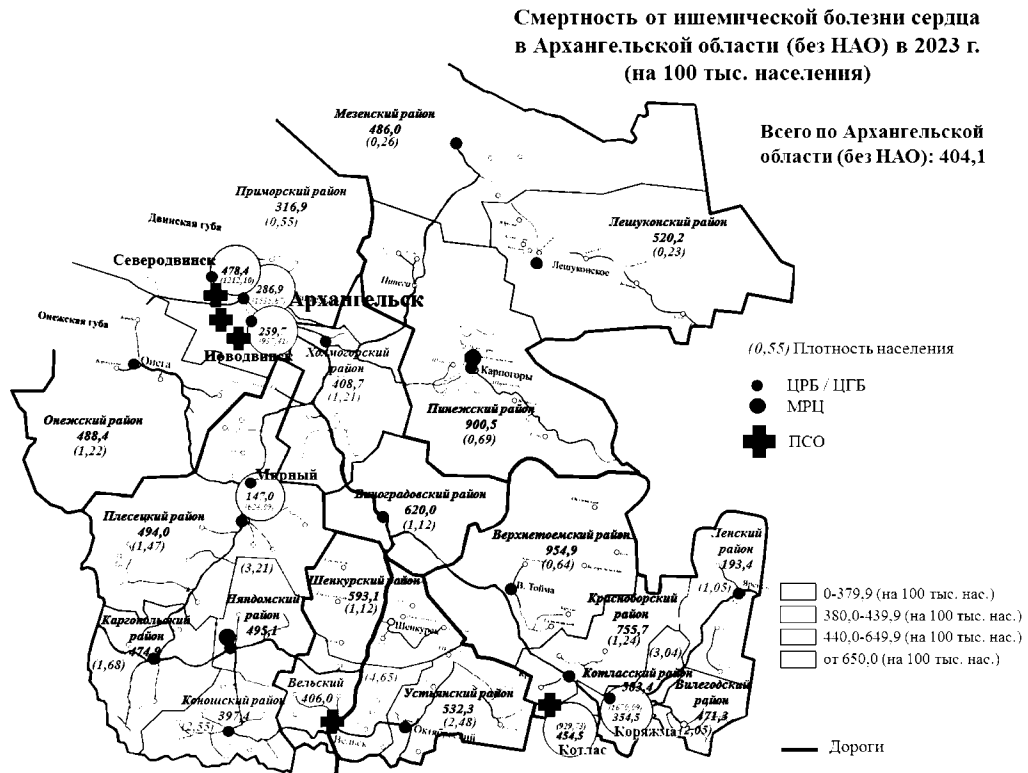 Смертность от ишемической болезни сердца
в Архангельской области (без НАО) в 2023 г.
(на 100 тыс. населения)
Всего по Архангельской
области (без НАО): 404,1
Мезенский район
486,0
(0,26)
Приморский район
316,9
(0,55)
Двинская губа
Лешуконский район
520,2
(0,23)
Лешуконское
Северодвинск
478,4
(1212,10)
286,9
Архангельск
259,7
Новодвинск
Онежская губа
Онега
Пинега
Холмогорский
район
408,7
(1,21)
Карпогоры
Пинежский район
900,5
(0,69)
(0,55) Плотность населения
ЦРБ / ЦГБ
МРЦ
ПСО
Онежский район
488,4
(1,22)
Мирный
147,0
Плесецкий район
494,0
(1,47)
Виноградовский район
620,0
(1,12)
Верхнетоемский район
954,9
(0,64)
В. Тойма
Ленский
район
193,4
(1,05)
Шенкурский район
593,1
(1,12)
Шенкурск
(3,21)
Няндомский
район
495,1
Каргопольский
район
474,9
(1,68)
Красноборский
район
755,7
(1,24)
(3,04)
Котласский район
383,4
354,5
Коряжма
Вилегодский
район
471,3
(2,05)
Коношский район
397,4
(2,55)
Вельский
406,0
(4,65)
Вельск
Устьянский район
532,3
(2,48)
Октябрьский
(929,73)
454,5
Котлас
0-379,9 (на 100 тыс. нас.)
380,0-439,9 (на 100 тыс. нас.)
440,0-649,9 (на 100 тыс. нас.)
от 650,0 (на 100 тыс. нас.)
Дороги